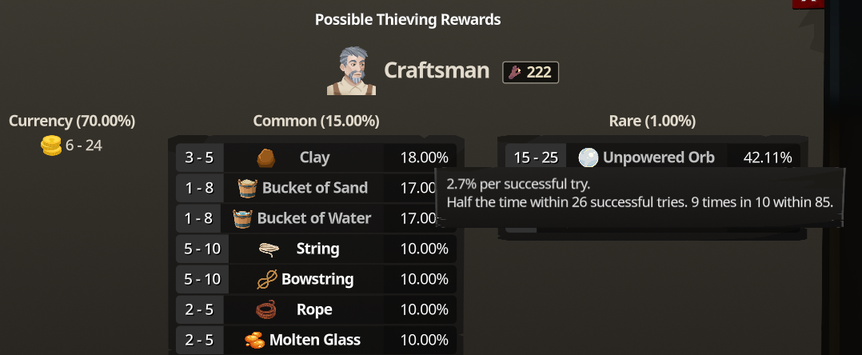 Possible Thieving Rewards
Craftsman 222
Currency (70.00%)
6 - 24
Common (15.00%)
3 - 5 Clay 18.00%
1 - 8 Bucket of Sand 17.00
1 - 8 Bucket of Water 17.00
5 - 10 String 10.00%
5 - 10 Bowstring 10.00%
2 - 5 Rope 10.00%
2 - 5 Molten Glass 10.00%
Rare (1.00%)
15 - 25 Unpowered Orb 42.11%
2.7% per successful try.
Half the time within 26 successful tries. 9 times in 10 within 85.